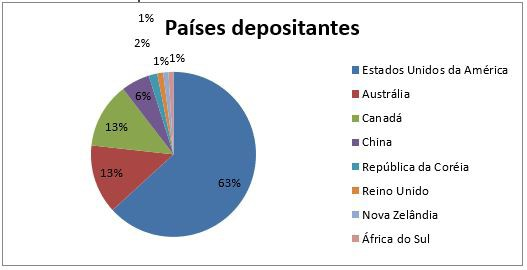 1%
Países depositantes
2%
1%
1%
6%
13%
13%
63%
Estados Unidos da América
Austrália
Canadá
China
República da Coréia
Reino Unido
Nova Zelândia
África do Sul